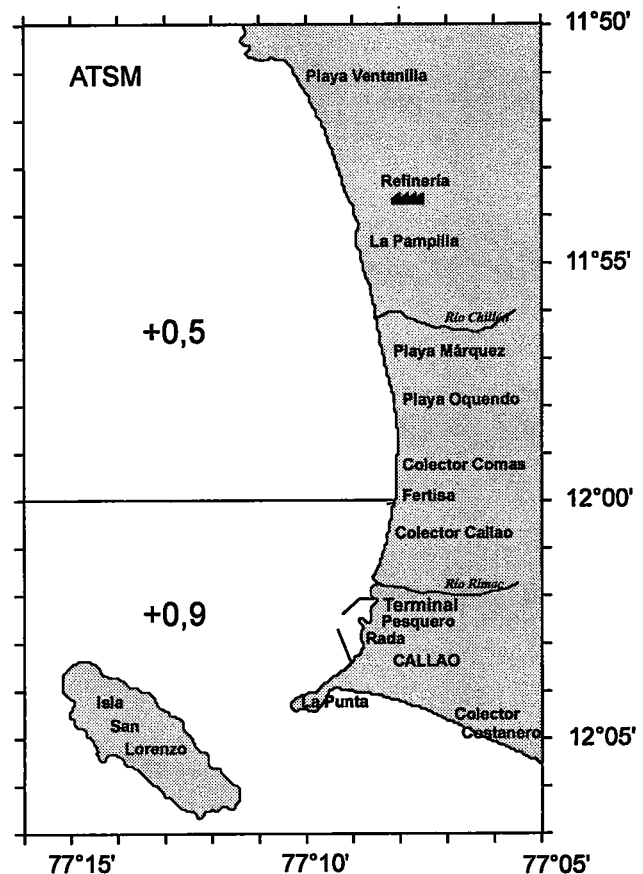 11°50'
ATSM
Playa Ventanilla
Refinería
La Pampilla
11°55'
Río Chillón
+0,5
Playa Márquez
Playa Oquendo
Colector Comas
Fertisa
12°00'
Colector Callao
Río Rímac
+0,9
Terminal
Pesquero
Rada
CALLAO
Isla
San
Lorenzo
La Punta
Colector
Costanero
12°05'
77°15'
77°10'
77°05'